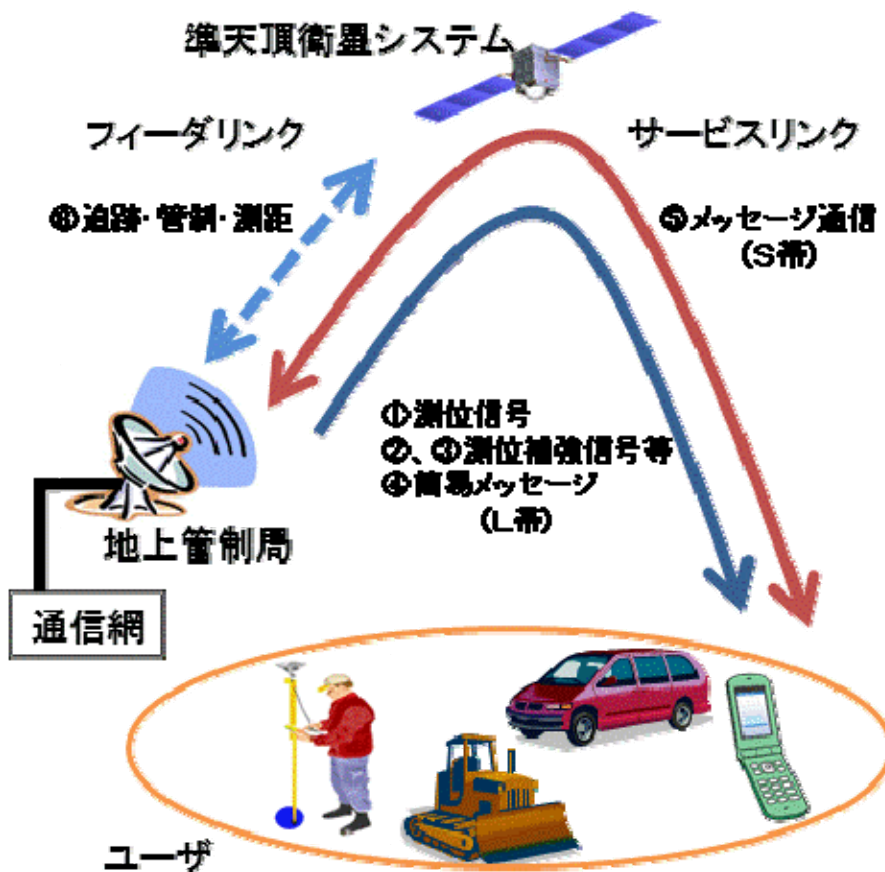 準天頂衛星システム
フィーダリンク
サービスリンク
⑥追跡・管制・測距
⑤メッセージ通信
(S帯)
①測位信号
②、③測位補強信号等
④簡易メッセージ
(L帯)
地上管制局
通信網
ユーザ